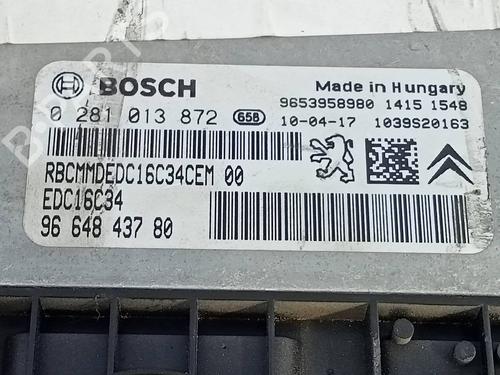 BOSCH
Made in Hungary
9653958980 1415 1548
0 281 013 872 658 10-04-17 1039S20163
RBCMMDEDC16C34CEM 00
EDC16C34
96 648 437 80
B-PARTS